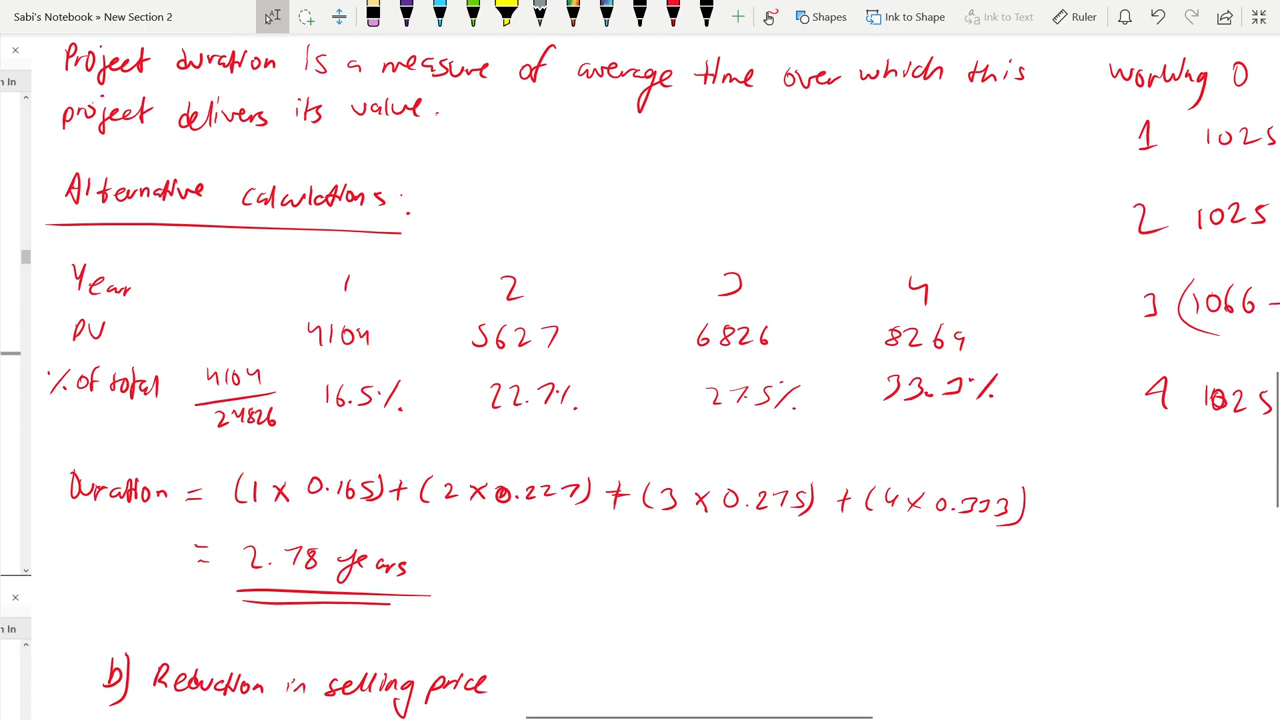 Sabi's Notebook » New Section 2
Shapes
Ink to Shape
Ink to Text
Ruler
Project duration is a measure of average time over which this
project delivers its value.
working 0
1 1025
2 1025
3 (1066 -
4 1025
Alternative calculations:
Year 1 2 3 4
PV 4104 5627 6826 8269
% of total 4104/24826 16.5% 22.7% 27.5% 33.3%
Duration = (1 × 0.165) + (2 × 0.227) + (3 × 0.275) + (4 × 0.333)
= 2.78 years
b) Reduction in selling price
d In
n In
d In
n In